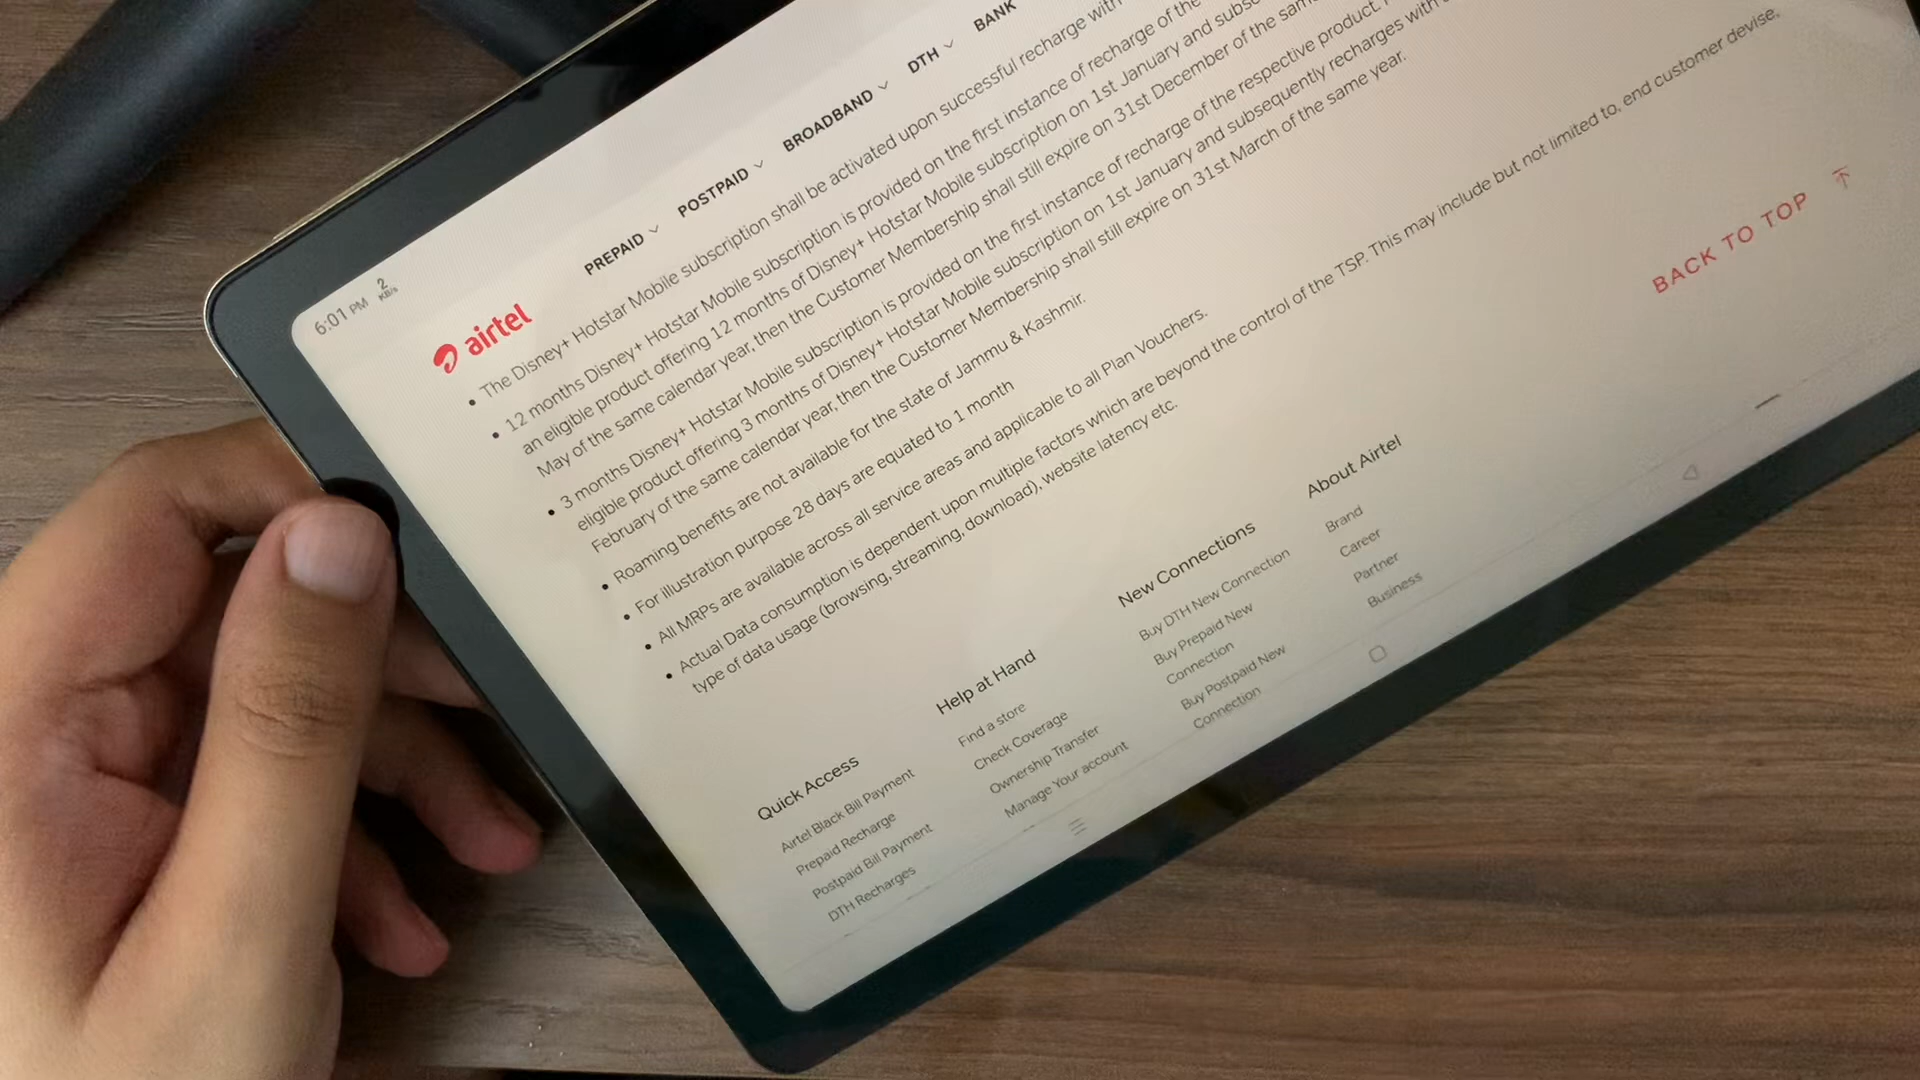 6:01 PM 2 KB/s
airtel PREPAID POSTPAID BROADBAND DTH BANK
• The Disney+ Hotstar Mobile subscription shall be activated upon successful recharge with
• 12 months Disney+ Hotstar Mobile subscription is provided on the first instance of recharge of the
an eligible product offering 12 months of Disney+ Hotstar Mobile subscription on 1st January and
May of the same calendar year, then the Customer Membership shall still expire on 31st December of the
• 3 months Disney+ Hotstar Mobile subscription is provided on the first instance of recharge of the respective product.
eligible product offering 3 months of Disney+ Hotstar Mobile subscription on 1st January and subsequently recharges with
February of the same calendar year, then the Customer Membership shall still expire on 31st March of the same year.
• Roaming benefits are not available for the state of Jammu & Kashmir.
• For illustration purpose 28 days are equated to 1 month
• All MRPs are available across all service areas and applicable to all Plan Vouchers.
• Actual Data consumption is dependent upon multiple factors which are beyond the control of the TSP. This may include but not limited to, end customer devise,
type of data usage (browsing, streaming, download), website latency etc.
BACK TO TOP
Quick Access
Airtel Black Bill Payment
Prepaid Recharge
Postpaid Bill Payment
DTH Recharges
Help at Hand
Find a store
Check Coverage
Ownership Transfer
Manage Your account
New Connections
Buy DTH New Connection
Buy Prepaid New
Connection
Buy Postpaid New
Connection
About Airtel
Brand
Career
Partner
Business